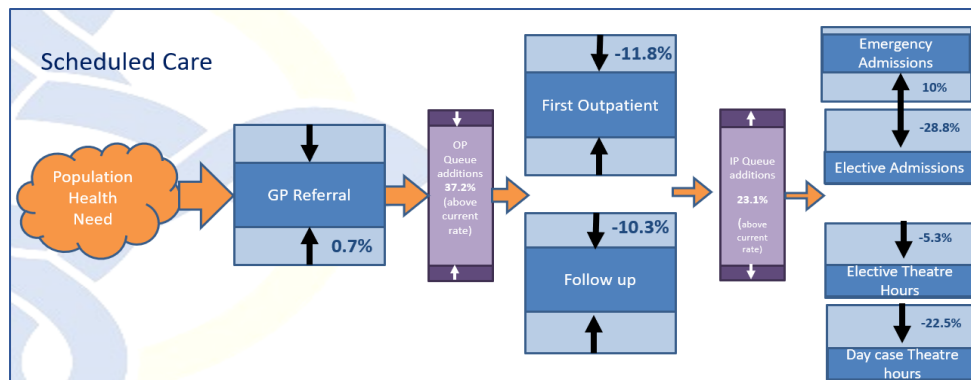 Scheduled Care
Population
Health
Need
GP Referral
0.7%
OP
Queue
additions
37.2%
(above
current
rate)
-11.8%
First Outpatient
-10.3%
Follow up
IP Queue
additions
23.1%
(above
current
rate)
Emergency
Admissions
10%
-28.8%
Elective Admissions
-5.3%
Elective Theatre
Hours
-22.5%
Day case Theatre
hours